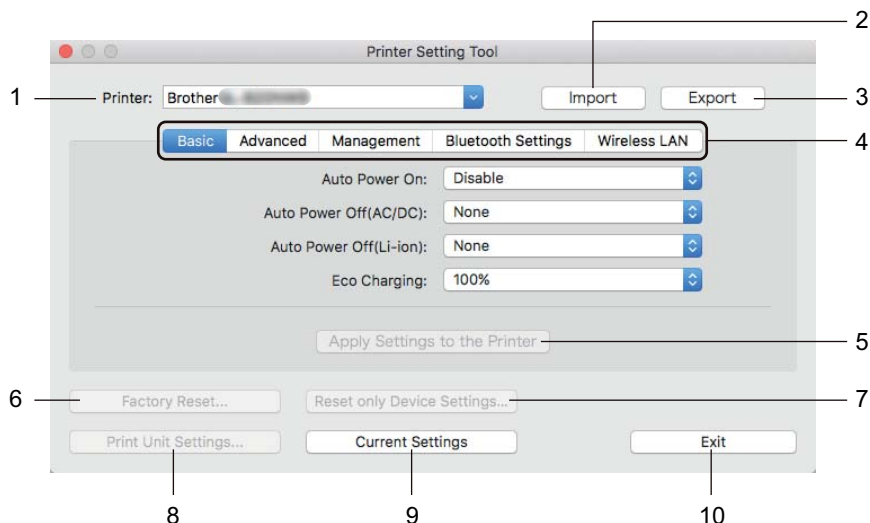 2
Printer Setting Tool
1 Printer: Brother Import Export 3
Basic Advanced Management Bluetooth Settings Wireless LAN 4
Auto Power On: Disable
Auto Power Off(AC/DC): None
Auto Power Off(Li-ion): None
Eco Charging: 100%
Apply Settings to the Printer 5
6 Factory Reset... Reset only Device Settings... 7
Print Unit Settings... Current Settings Exit
8 9 10